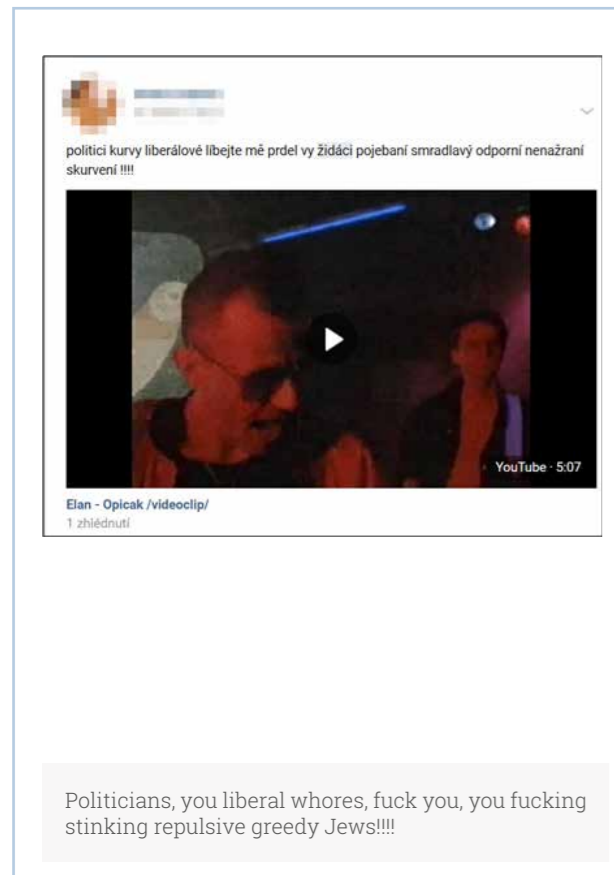 politici kurvy liberálové líbejte mě prdel vy židáci pojebaní smradlavý odporní nenažraní
skurvení !!!!
YouTube · 5:07
Elan - Opicak /videoclip/
1 zhlédnutí
Politicians, you liberal whores, fuck you, you fucking
stinking repulsive greedy Jews!!!!